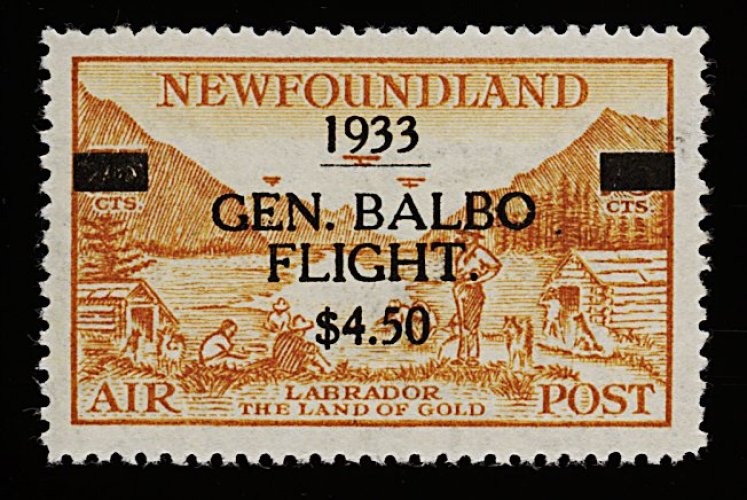 NEWFOUNDLAND
1933
CTS. CTS.
GEN. BALBO
FLIGHT.
$4.50
AIR LABRADOR POST
THE LAND OF GOLD